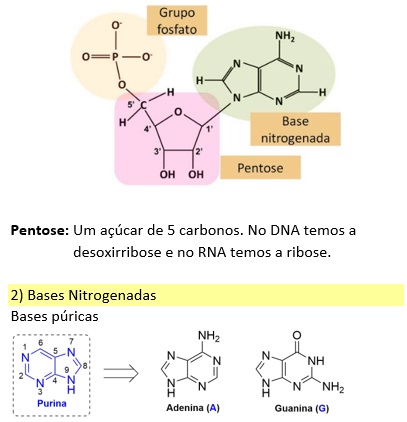 Grupo
fosfato
O-
O=P-O-
O
NH₂
N
N
H
N
N
H
5'
C
H
H
O
4'
1'
3'
2'
OH
OH
Base
nitrogenada
Pentose
Pentose: Um açúcar de 5 carbonos. No DNA temos a
desoxirribose e no RNA temos a ribose.
2) Bases Nitrogenadas
Bases púricas
1
N
6
5
7
N
8
2
N
3
4
9
N
H
Purina
NH₂
N
N
N
H
N
Adenina (A)
O
N
NH
N
H
N
NH₂
Guanina (G)